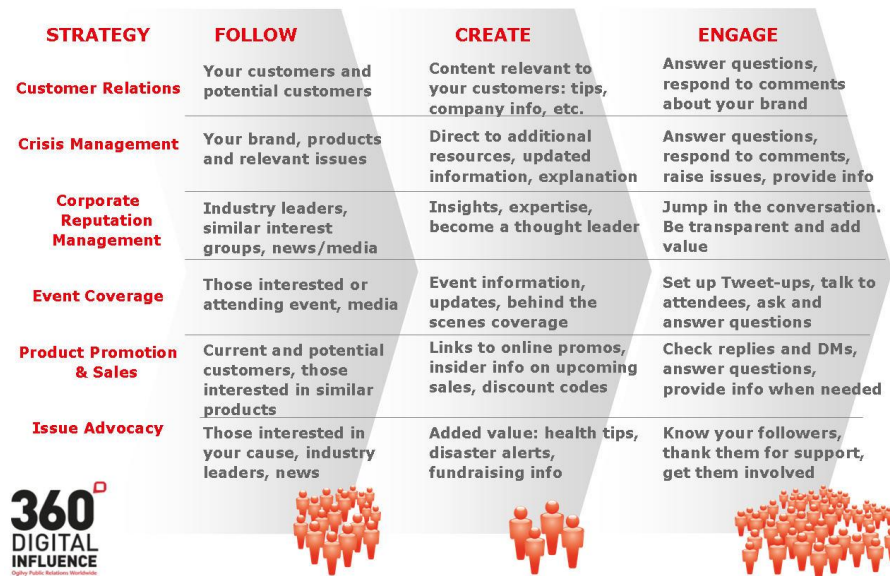 STRATEGY FOLLOW CREATE ENGAGE
Customer Relations
Your customers and
potential customers
Content relevant to
your customers: tips,
company info, etc.
Answer questions,
respond to comments
about your brand
Crisis Management
Your brand, products
and relevant issues
Direct to additional
resources, updated
information, explanation
Answer questions,
respond to comments,
raise issues, provide info
Corporate
Reputation
Management
Industry leaders,
similar interest
groups, news/media
Insights, expertise,
become a thought leader
Jump in the conversation.
Be transparent and add
value
Event Coverage
Those interested or
attending event, media
Event information,
updates, behind the
scenes coverage
Set up Tweet-ups, talk to
attendees, ask and
answer questions
Product Promotion
& Sales
Current and potential
customers, those
interested in similar
products
Links to online promos,
insider info on upcoming
sales, discount codes
Check replies and DMs,
answer questions,
provide info when needed
Issue Advocacy
Those interested in
your cause, industry
leaders, news
Added value: health tips,
disaster alerts,
fundraising info
Know your followers,
thank them for support,
get them involved
360
DIGITAL
INFLUENCE
Ogilvy Public Relations Worldwide